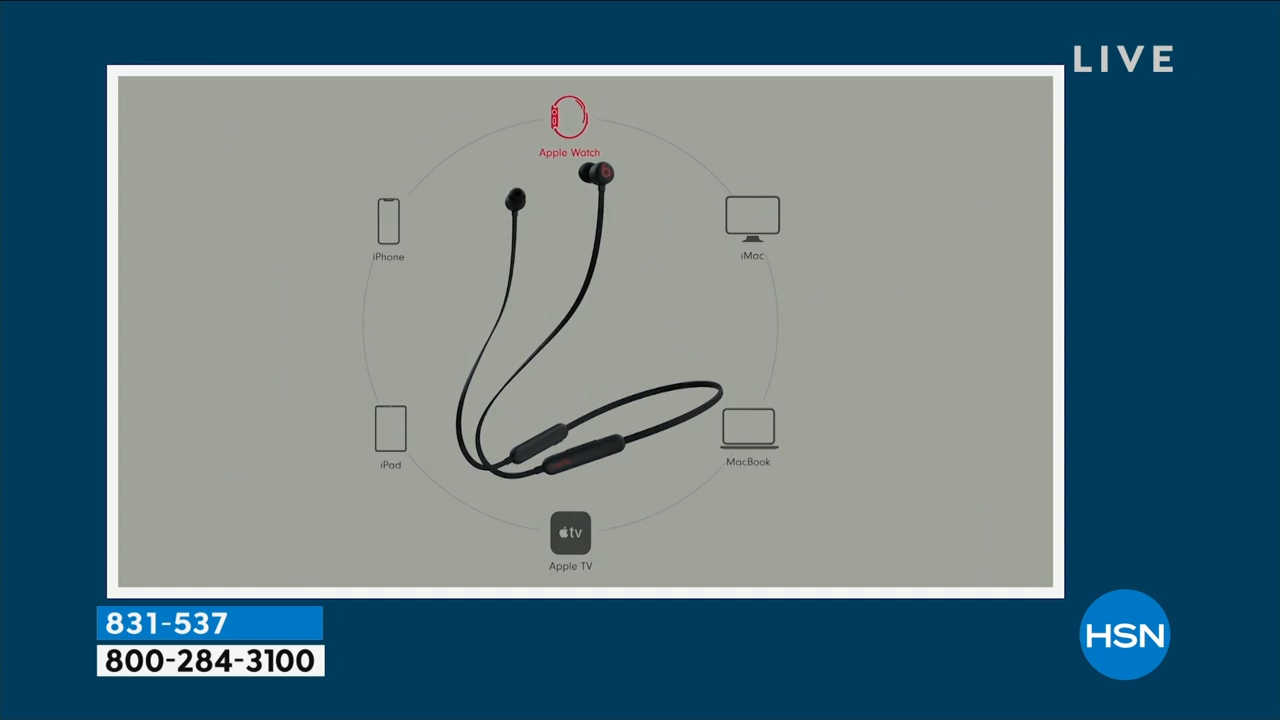 LIVE
Apple Watch
iPhone
iMac
iPad
MacBook
tv
Apple TV
831-537
800-284-3100
HSN